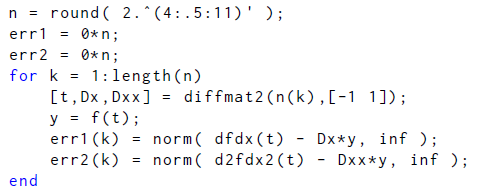 n = round( 2.^(4:.5:11)' );
err1 = 0*n;
err2 = 0*n;
for k = 1:length(n)
    [t,Dx,Dxx] = diffmat2(n(k),[-1 1]);
    y = f(t);
    err1(k) = norm( dfdx(t) - Dx*y, inf );
    err2(k) = norm( d2fdx2(t) - Dxx*y, inf );
end